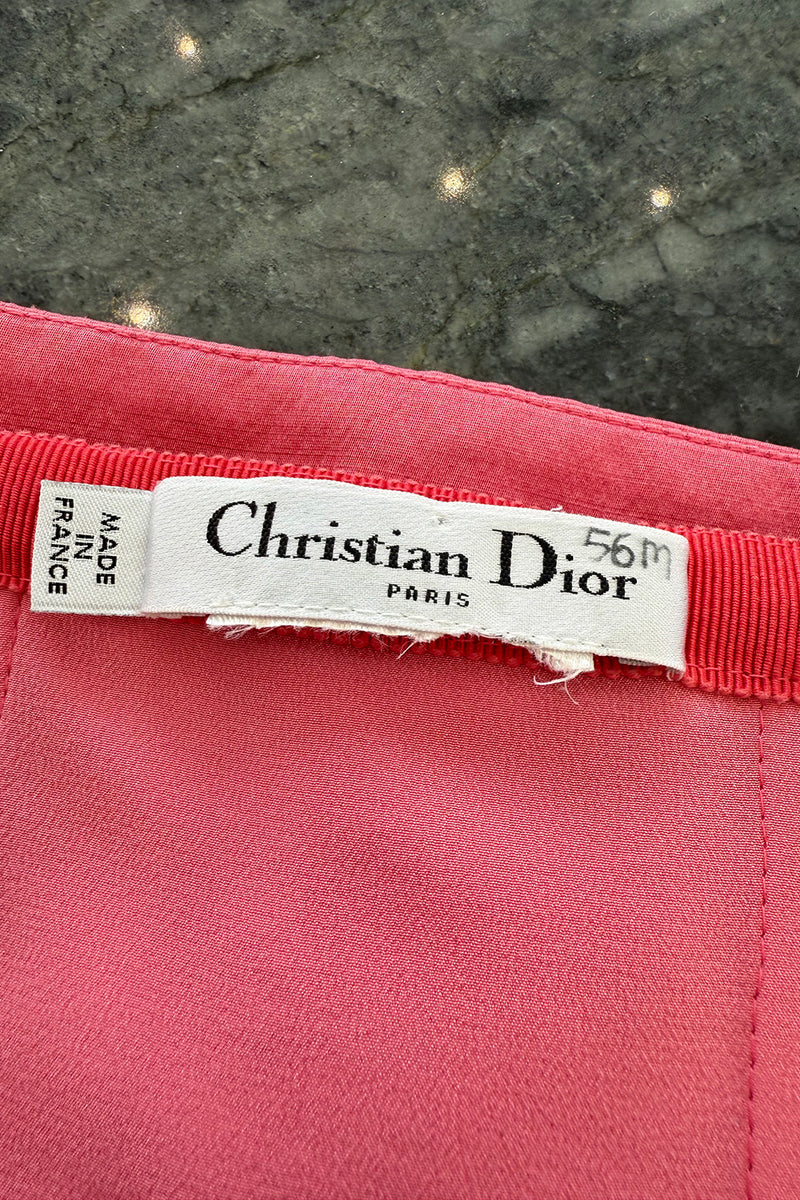 MADE
IN
FRANCE
Christian Dior
PARIS
56m